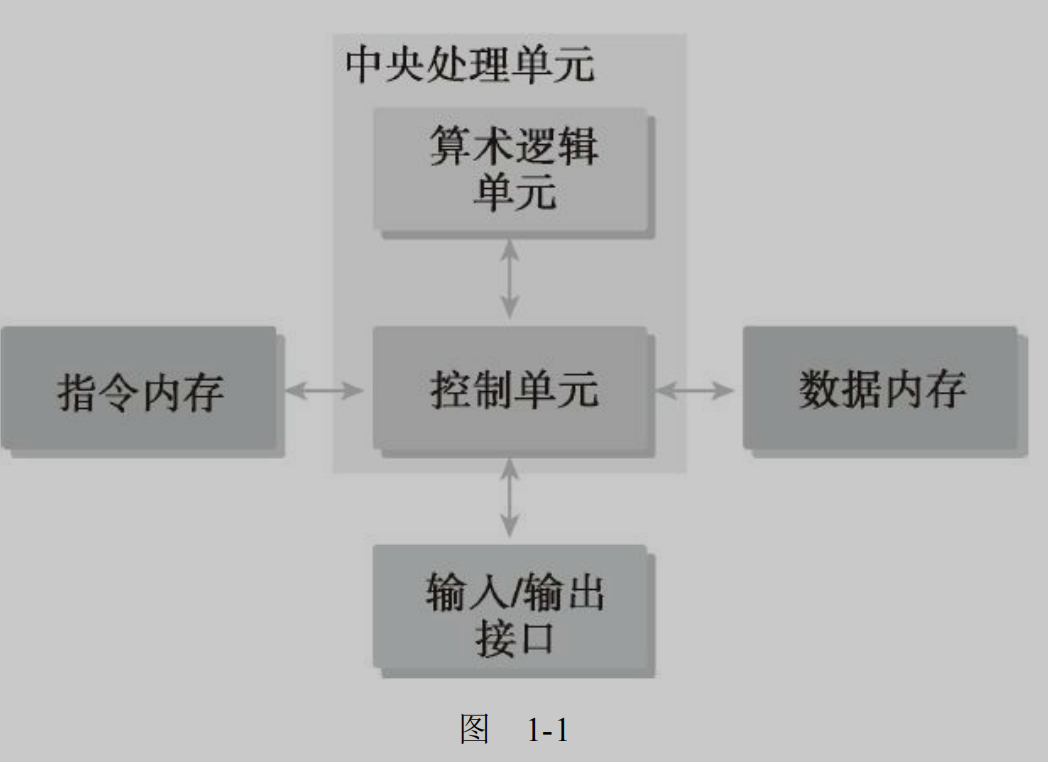 中央处理单元
算术逻辑
单元
指令内存
控制单元
数据内存
输入/输出
接口
图 1-1